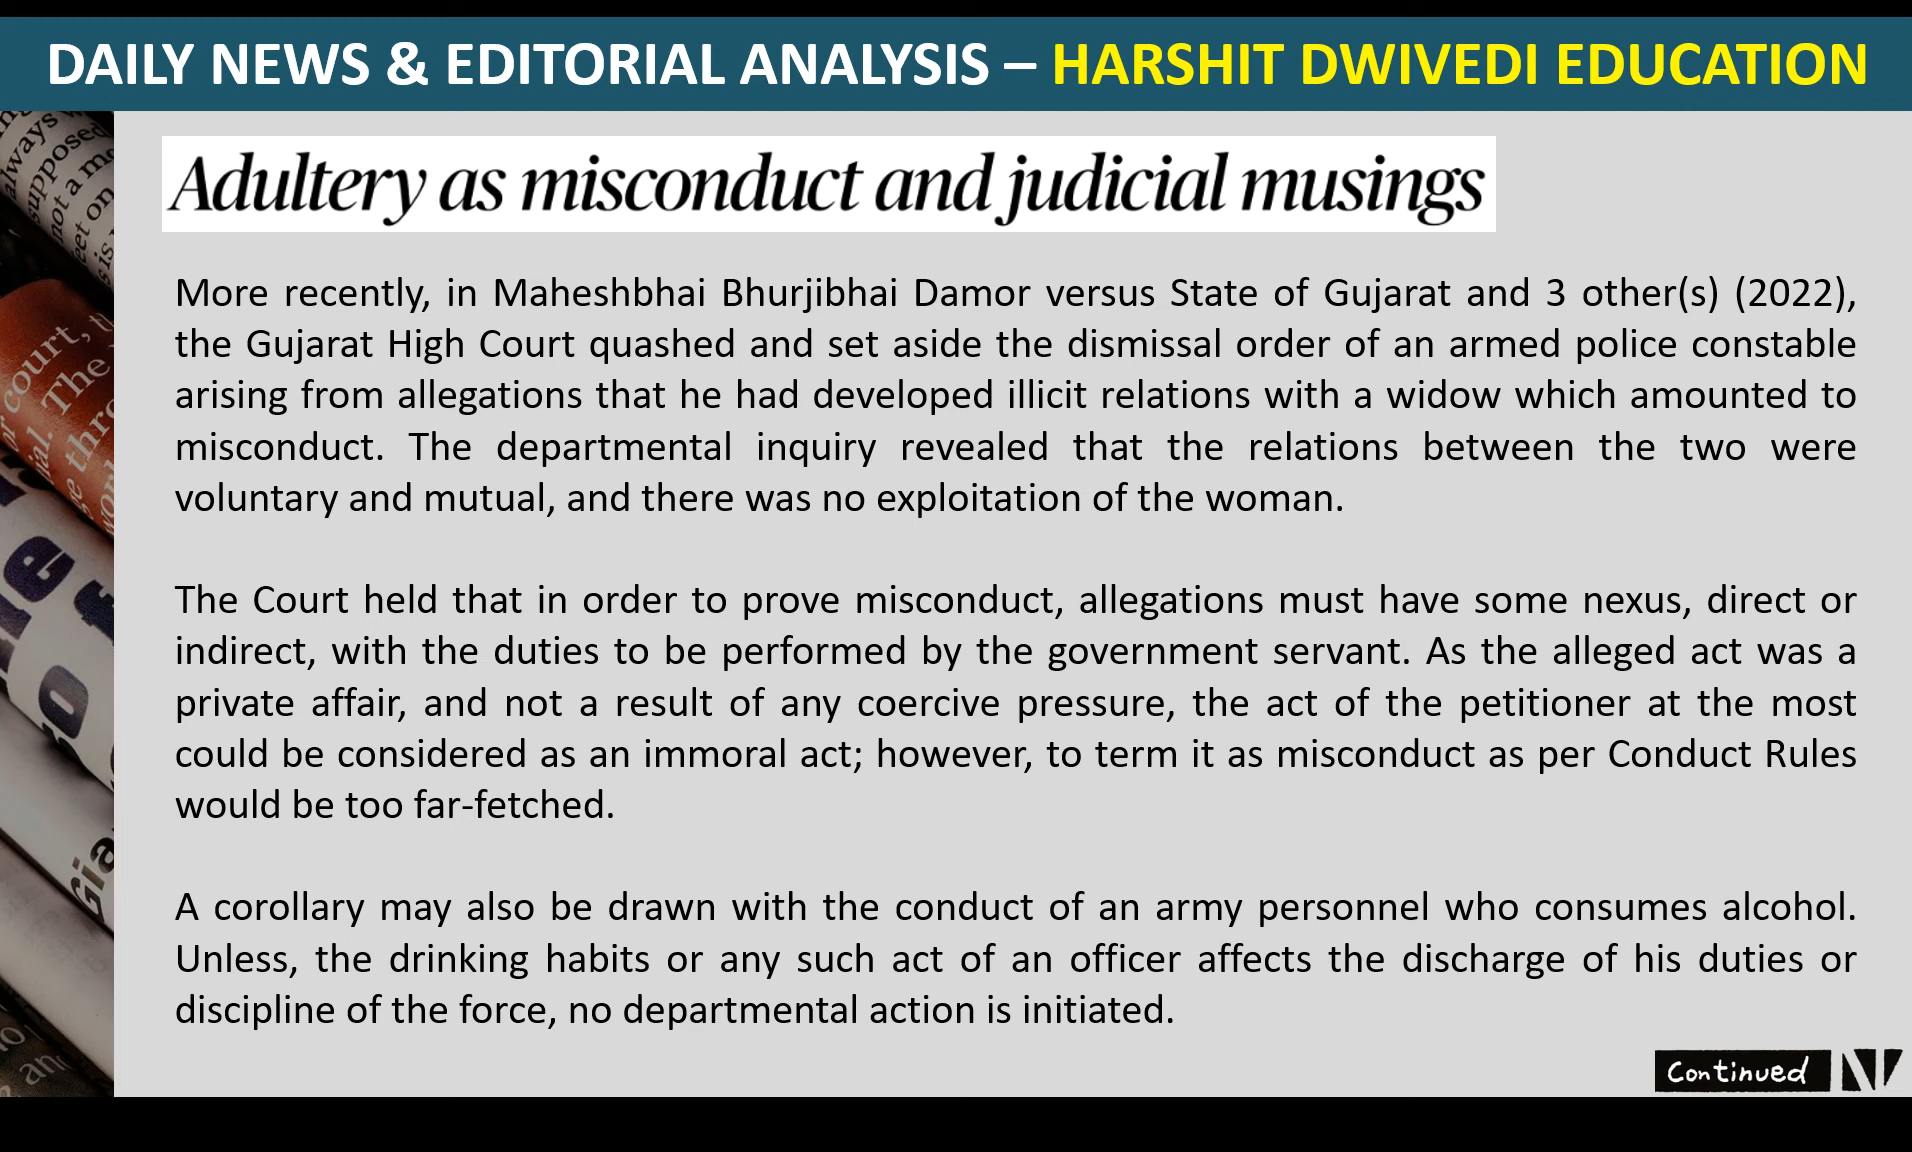 DAILY NEWS & EDITORIAL ANALYSIS – HARSHIT DWIVEDI EDUCATION
Adultery as misconduct and judicial musings
More recently, in Maheshbhai Bhurjibhai Damor versus State of Gujarat and 3 other(s) (2022),
the Gujarat High Court quashed and set aside the dismissal order of an armed police constable
arising from allegations that he had developed illicit relations with a widow which amounted to
misconduct. The departmental inquiry revealed that the relations between the two were
voluntary and mutual, and there was no exploitation of the woman.
The Court held that in order to prove misconduct, allegations must have some nexus, direct or
indirect, with the duties to be performed by the government servant. As the alleged act was a
private affair, and not a result of any coercive pressure, the act of the petitioner at the most
could be considered as an immoral act; however, to term it as misconduct as per Conduct Rules
would be too far-fetched.
A corollary may also be drawn with the conduct of an army personnel who consumes alcohol.
Unless, the drinking habits or any such act of an officer affects the discharge of his duties or
discipline of the force, no departmental action is initiated.
Continued
always
supposed
not a
court,
The